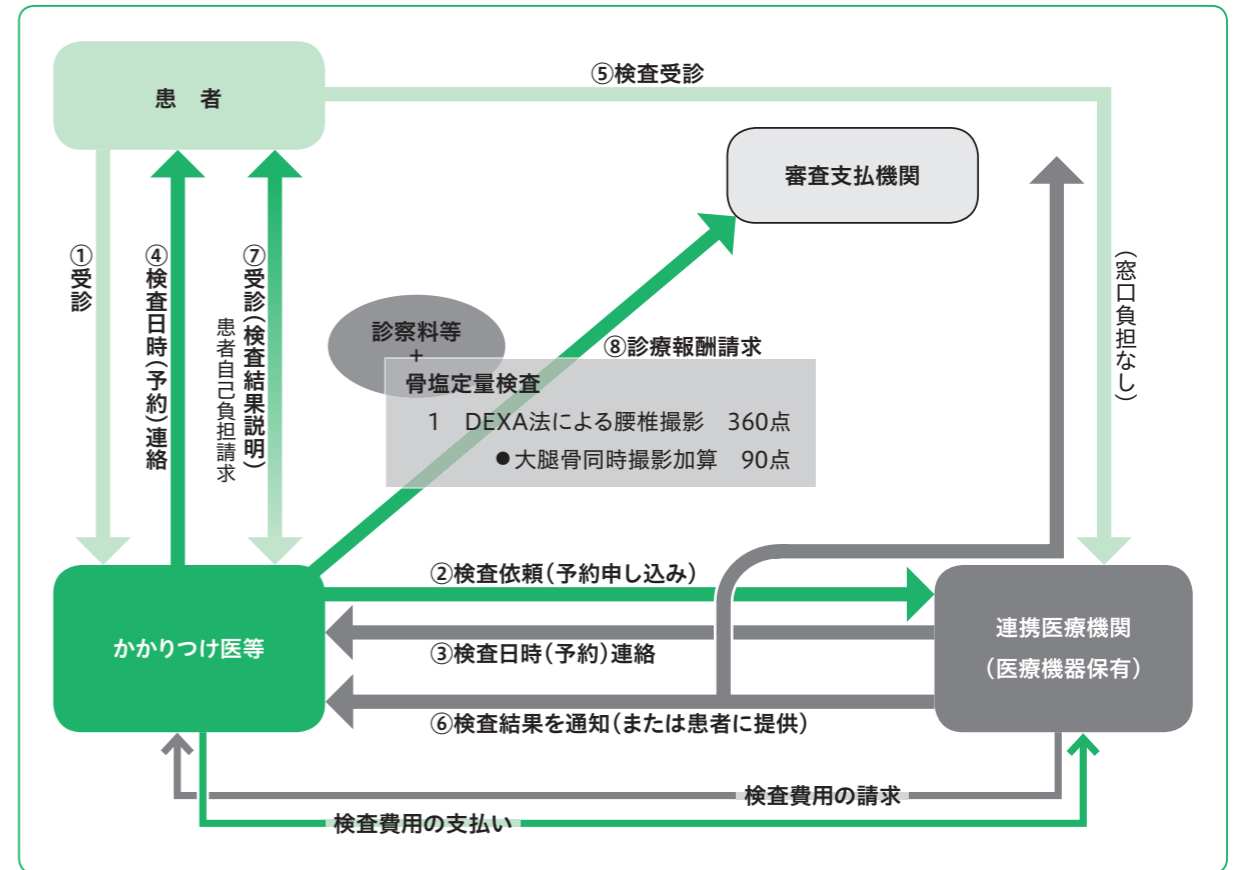 患　者
⑤検査受診
審査支払機関
①受診
④検査日時（予約）連絡
⑦受診（検査結果説明）
患者自己負担請求
（窓口負担なし）
診察料等
+
⑧診療報酬請求
骨塩定量検査
1　DEXA法による腰椎撮影　360点
●大腿骨同時撮影加算　90点
②検査依頼（予約申し込み）
かかりつけ医等
③検査日時（予約）連絡
連携医療機関
（医療機器保有）
⑥検査結果を通知（または患者に提供）
検査費用の請求
検査費用の支払い